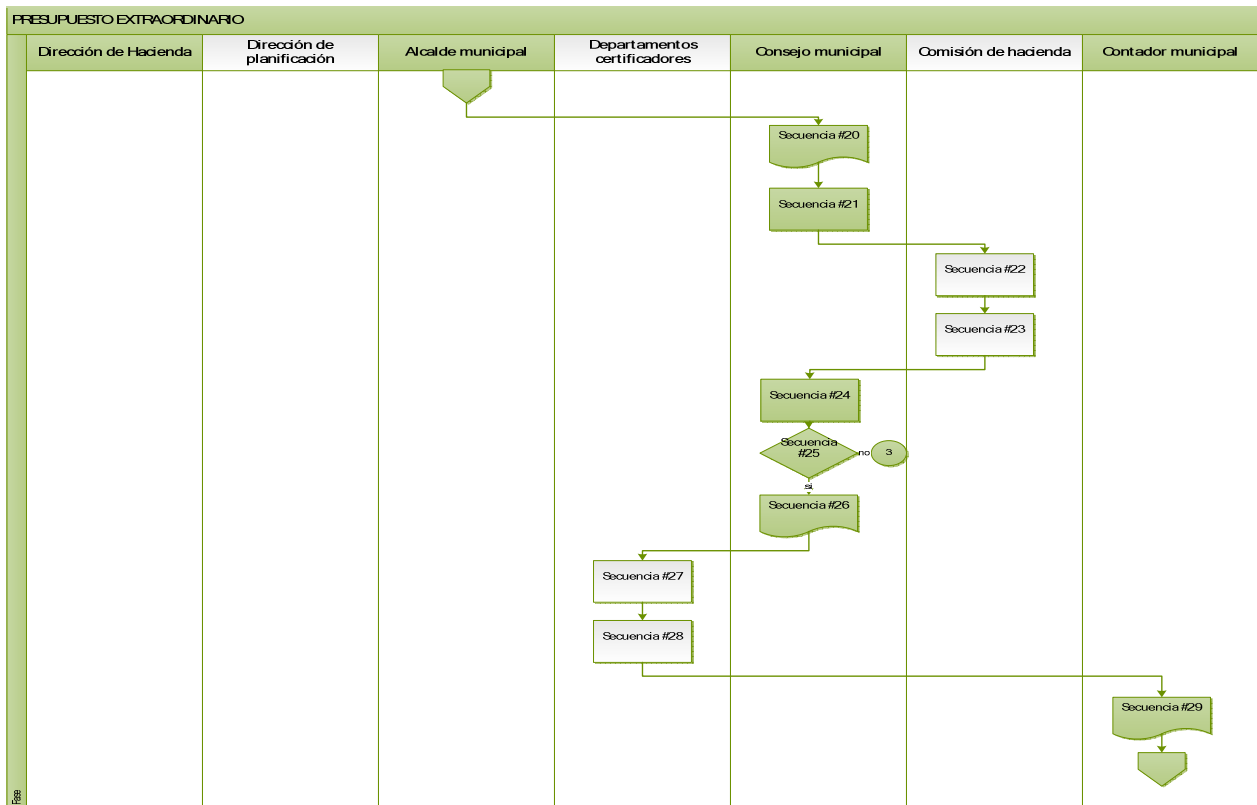 PRESUPUESTO EXTRAORDINARIO
Dirección de Hacienda
Dirección de
planificación
Alcalde municipal
Departamentos
certificadores
Consejo municipal
Comisión de hacienda
Contador municipal
Secuencia #20
Secuencia #21
Secuencia #22
Secuencia #23
Secuencia #24
Secuencia
#25
no
3
si
Secuencia #26
Secuencia #27
Secuencia #28
Secuencia #29
Fase